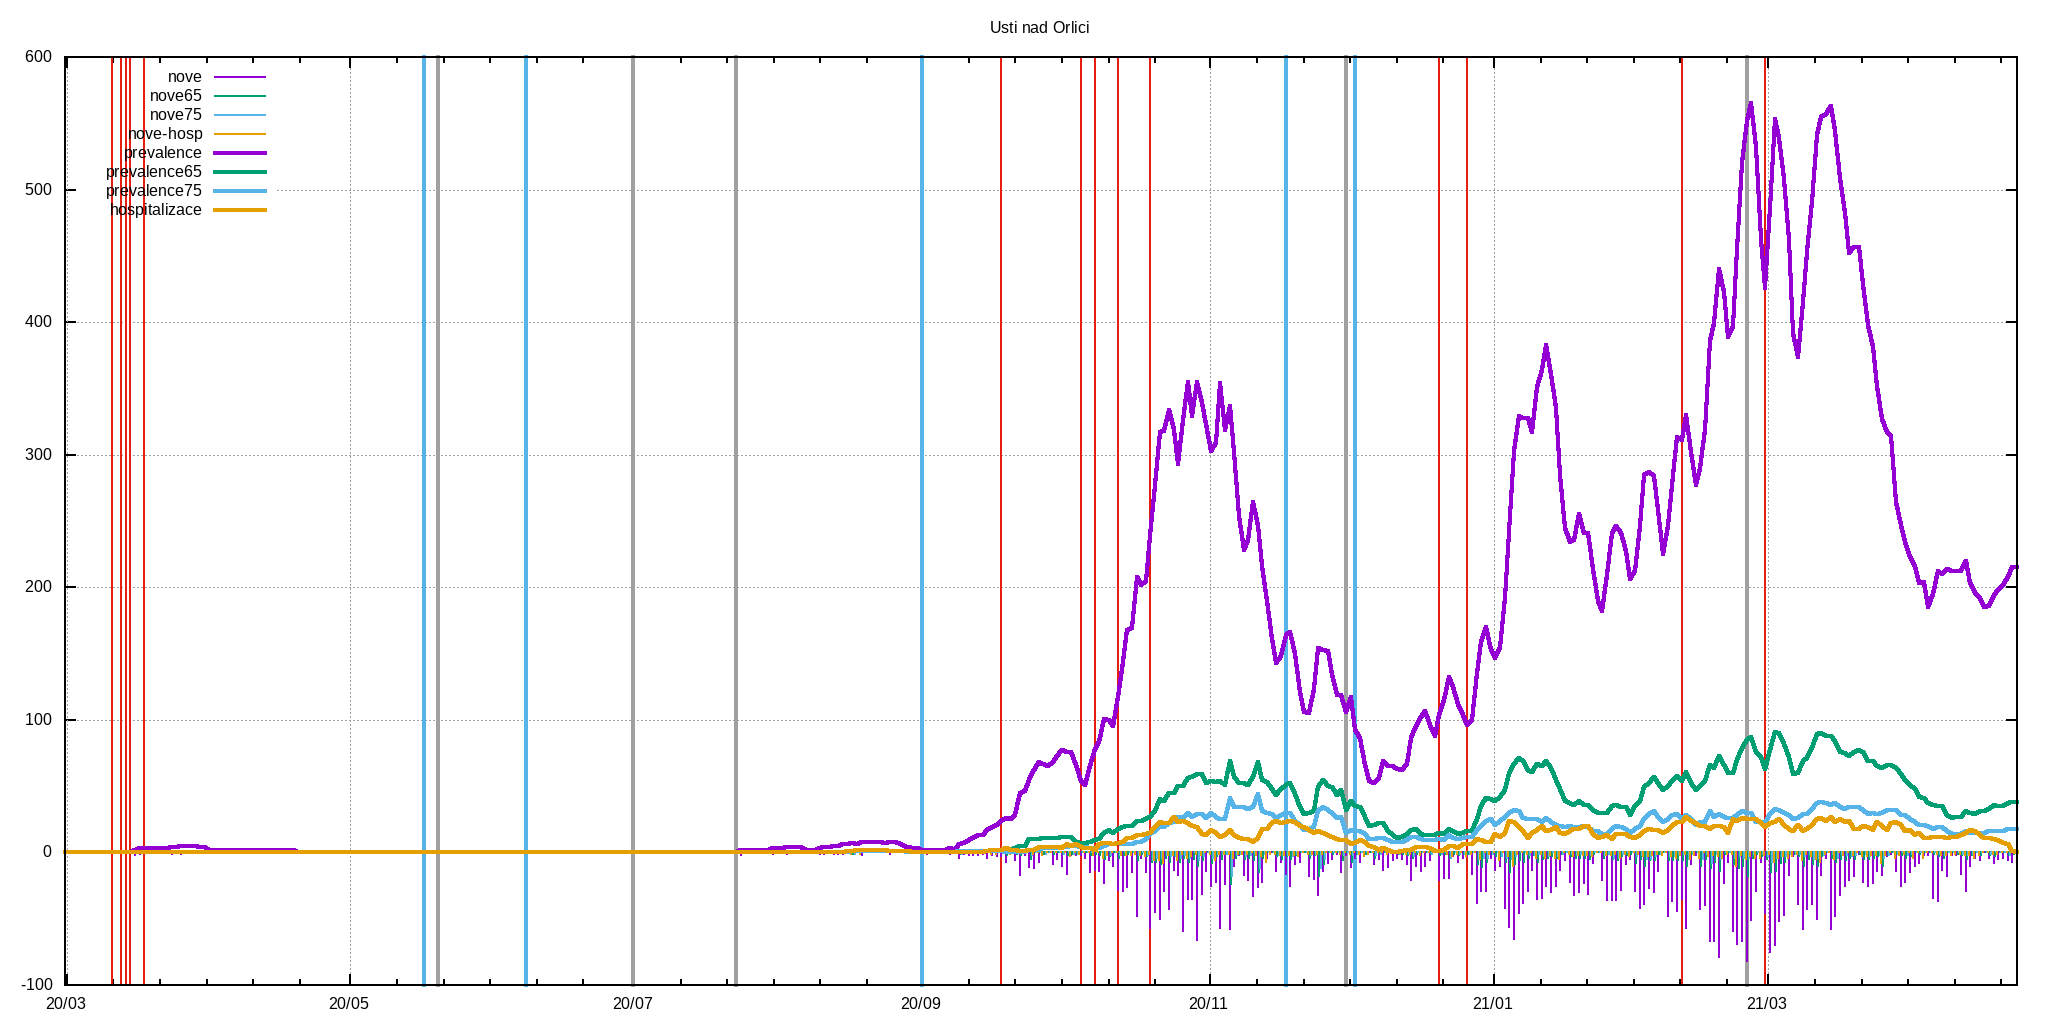 Usti nad Orlici
600
nove
nove65
nove75
nove-hosp
prevalence
prevalence65
prevalence75
hospitalizace
500
400
300
200
100
0
-100
20/03
20/05
20/07
20/09
20/11
21/01
21/03